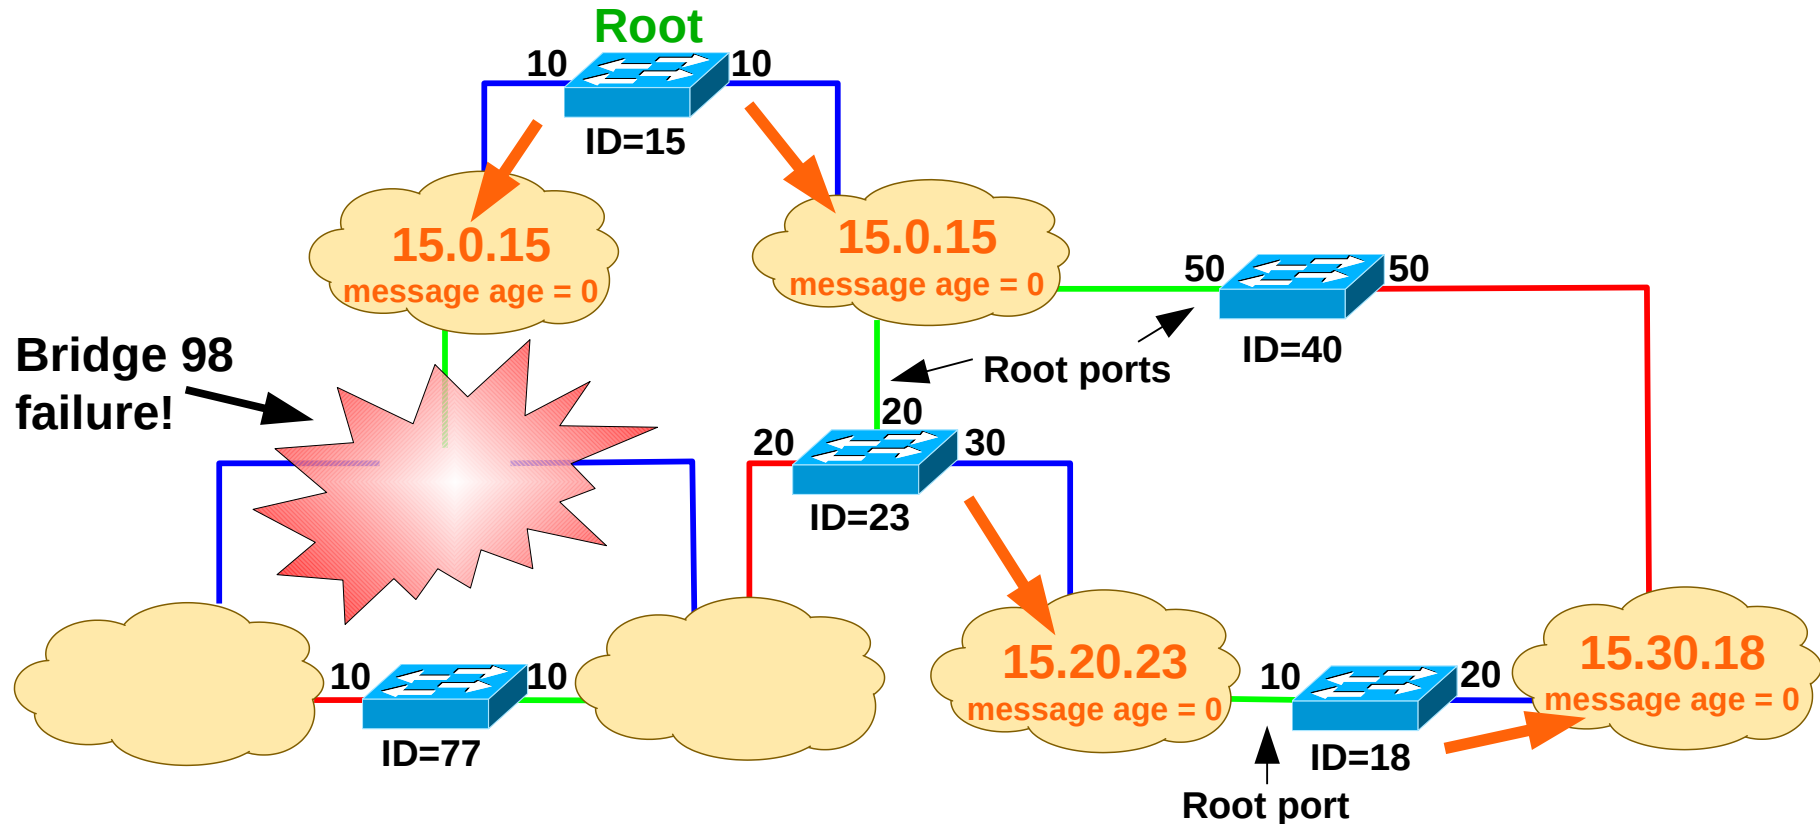 Root
10
10
ID=15
15.0.15
message age = 0
15.0.15
message age = 0
50
50
ID=40
Root ports
Bridge 98
failure!
20
20
30
ID=23
15.20.23
message age = 0
15.30.18
message age = 0
10
10
ID=77
10
20
ID=18
Root port